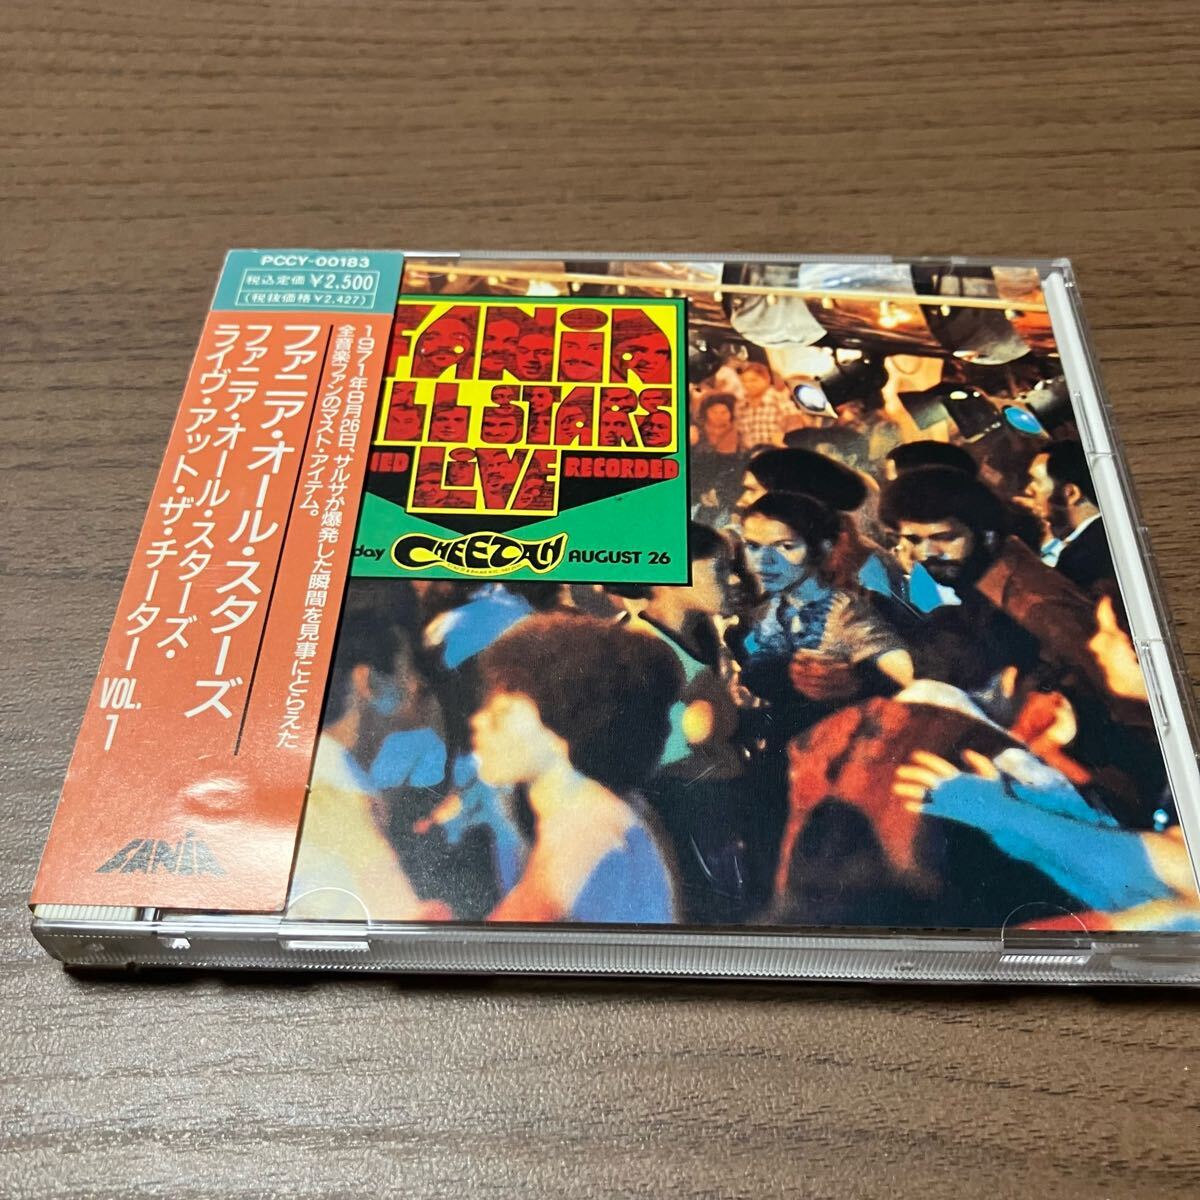 PCCY-00183
税込定価 ¥2,500
(税抜価格¥2,427)
1971年8月26日、サルサが爆発した瞬間を見事にとらえた
全音楽ファンのマスト・アイテム。
ファニア・オール・スターズ
ファニア・オール・スターズ・
ライヴ・アット・ザ・チーター VOL. 1
FANIA
FANIA
ALL STARS
LIVE
RECORDED
CHEETAH
AUGUST 26